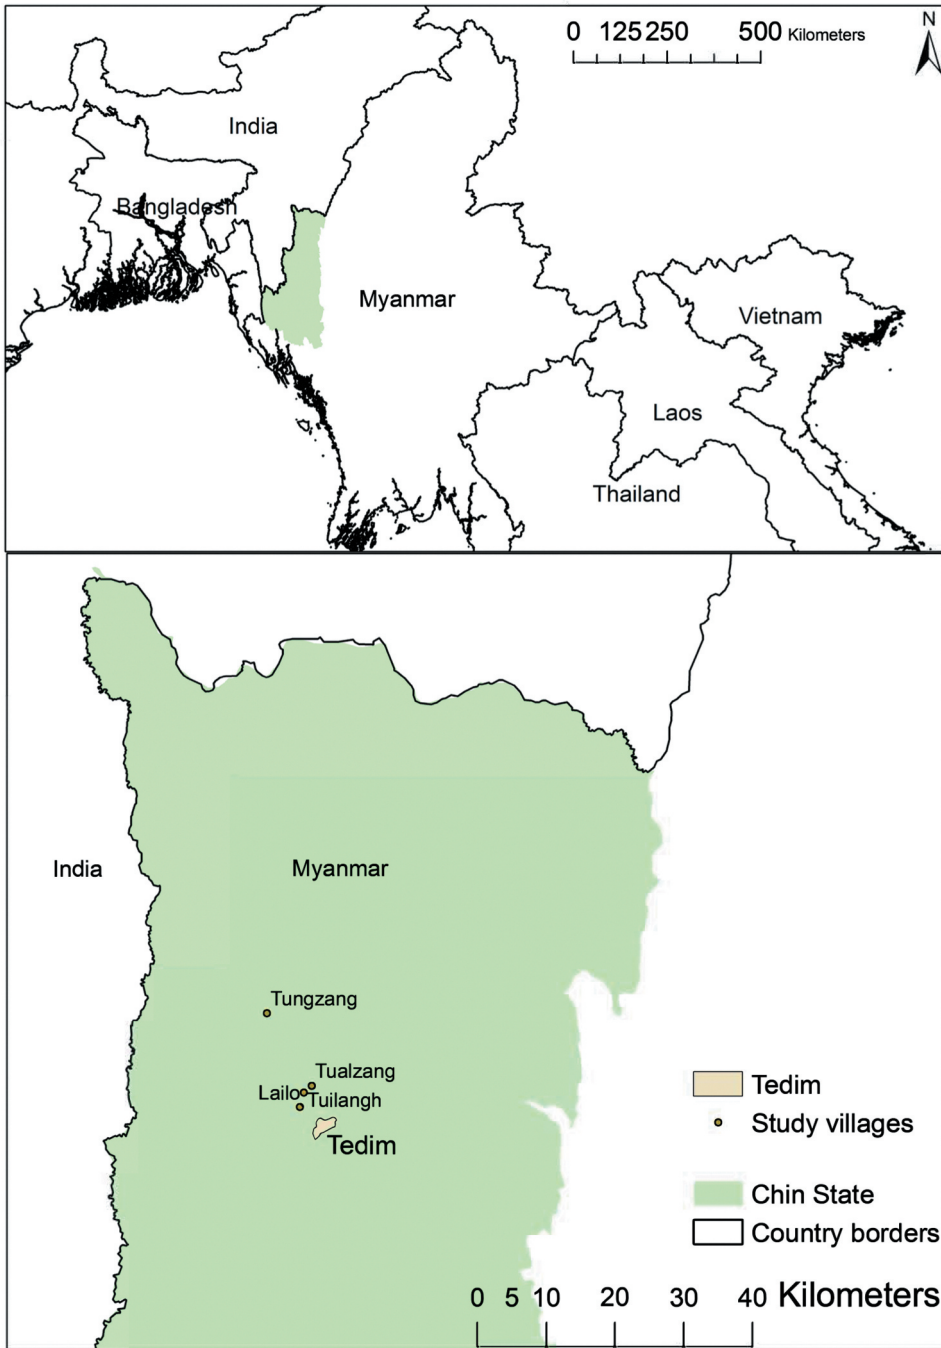 0 125 250 500 Kilometers
N
India
Bangladesh
Myanmar
Vietnam
Laos
Thailand
India
Myanmar
Tungzang
Tualzang
Lailo
Tuilangh
Tedim
Tedim
Study villages
Chin State
Country borders
0 5 10 20 30 40 Kilometers